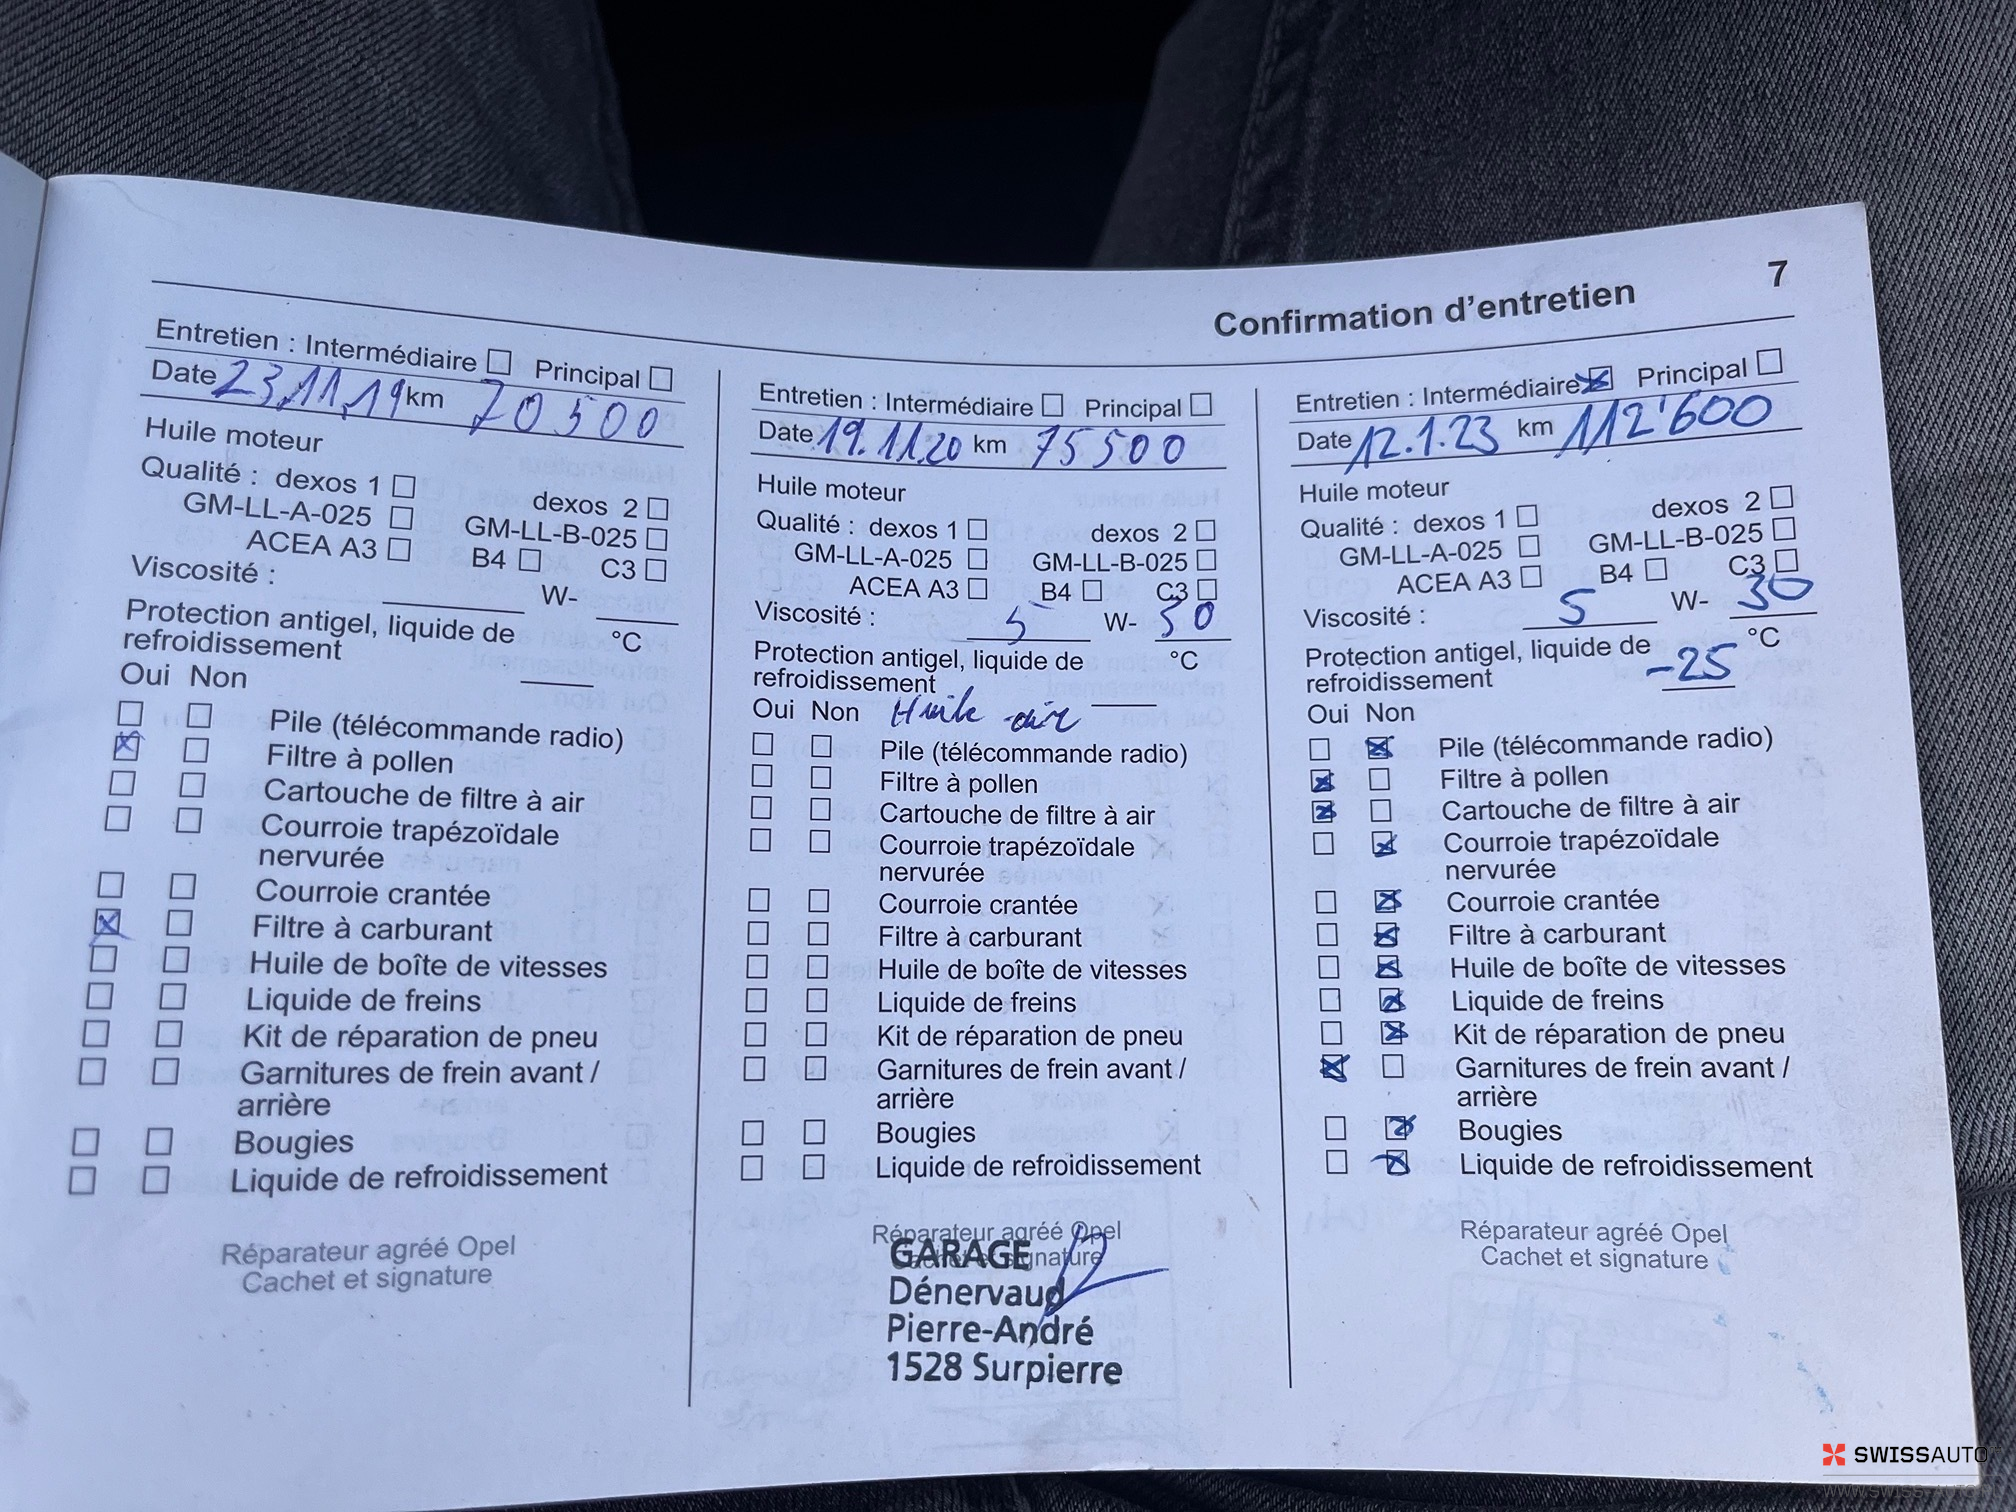 7
Confirmation d'entretien
Entretien : Intermédiaire Principal
Date 23.11.19 km 70500
Huile moteur
Qualité : dexos 1 dexos 2
GM-LL-A-025 GM-LL-B-025
ACEA A3 B4 C3
Viscosité : W-
Protection antigel, liquide de
refroidissement °C
Oui Non
Pile (télécommande radio)
Filtre à pollen
Cartouche de filtre à air
Courroie trapézoïdale
nervurée
Courroie crantée
Filtre à carburant
Huile de boîte de vitesses
Liquide de freins
Kit de réparation de pneu
Garnitures de frein avant /
arrière
Bougies
Liquide de refroidissement
Réparateur agréé Opel
Cachet et signature
Entretien : Intermédiaire Principal
Date 19.11.20 km 75500
Huile moteur
Qualité : dexos 1 dexos 2
GM-LL-A-025 GM-LL-B-025
ACEA A3 B4 C3
Viscosité : 5 W- 30
Protection antigel, liquide de °C
refroidissement
Oui Non Huile
Pile (télécommande radio)
Filtre à pollen
Cartouche de filtre à air
Courroie trapézoïdale
nervurée
Courroie crantée
Filtre à carburant
Huile de boîte de vitesses
Liquide de freins
Kit de réparation de pneu
Garnitures de frein avant /
arrière
Bougies
Liquide de refroidissement
Réparateur agréé Opel
Cachet et signature
GARAGE
Dénervaud
Pierre-André
1528 Surpierre
Entretien : Intermédiaire Principal
Date 12.1.23 km 112'600
Huile moteur
Qualité : dexos 1 dexos 2
GM-LL-A-025 GM-LL-B-025
ACEA A3 B4 C3
Viscosité : 5 W- 30
Protection antigel, liquide de °C
refroidissement -25
Oui Non
Pile (télécommande radio)
Filtre à pollen
Cartouche de filtre à air
Courroie trapézoïdale
nervurée
Courroie crantée
Filtre à carburant
Huile de boîte de vitesses
Liquide de freins
Kit de réparation de pneu
Garnitures de frein avant /
arrière
Bougies
Liquide de refroidissement
Réparateur agréé Opel
Cachet et signature
SWISSAUTO